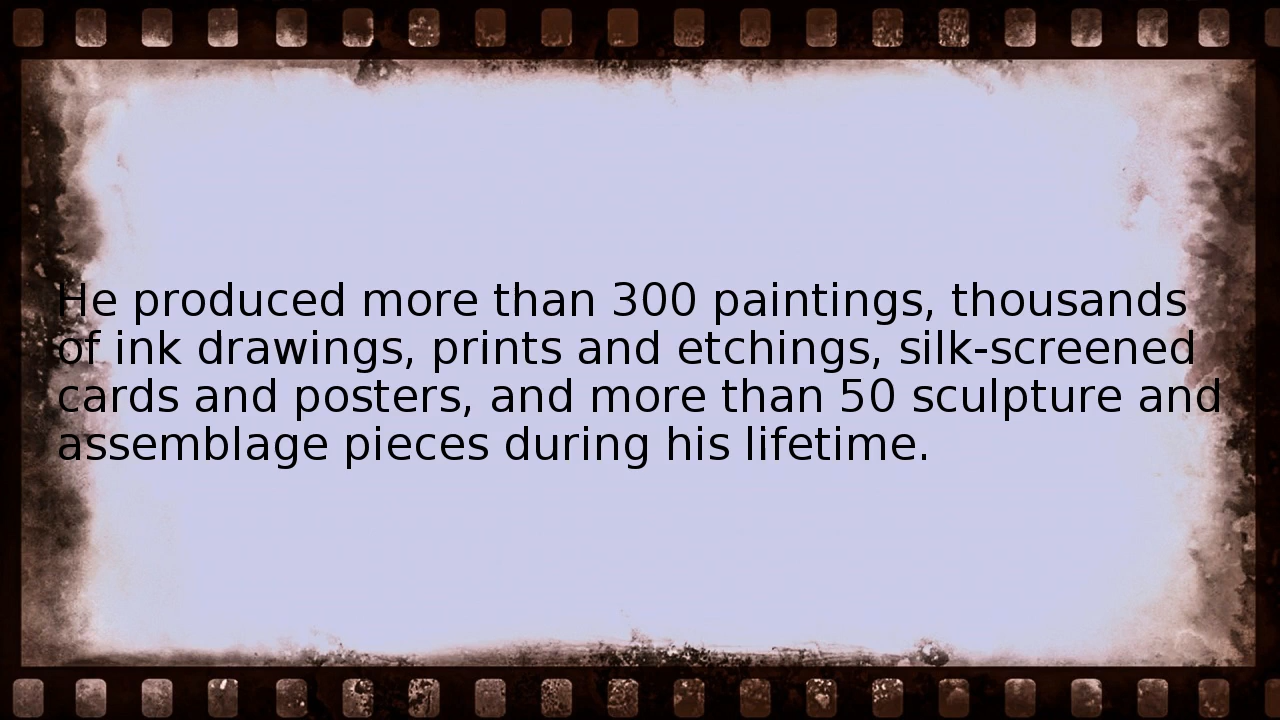 He produced more than 300 paintings, thousands
of ink drawings, prints and etchings, silk-screened
cards and posters, and more than 50 sculpture and
assemblage pieces during his lifetime.